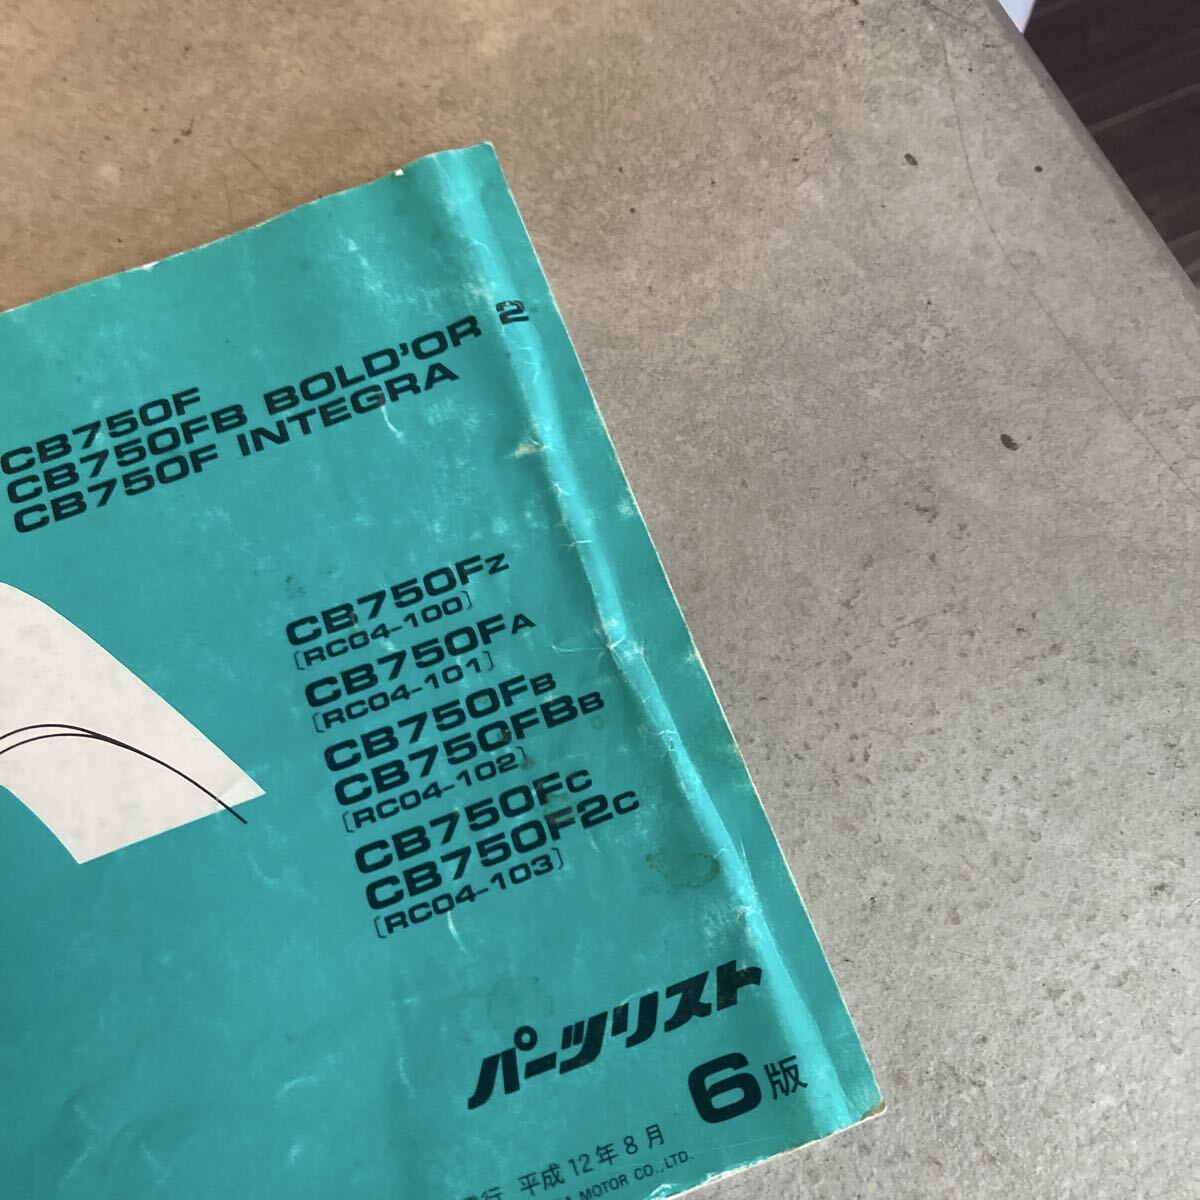 CB750F
CB750FB BOLD'OR 2
CB750F INTEGRA
CB750FZ
[RC04-100]
CB750FA
[RC04-101]
CB750FB
CB750FBB
[RC04-102]
CB750FC
CB750F2C
[RC04-103]
パーツリスト
6版
行 平成12年8月
MOTOR CO.,LTD.